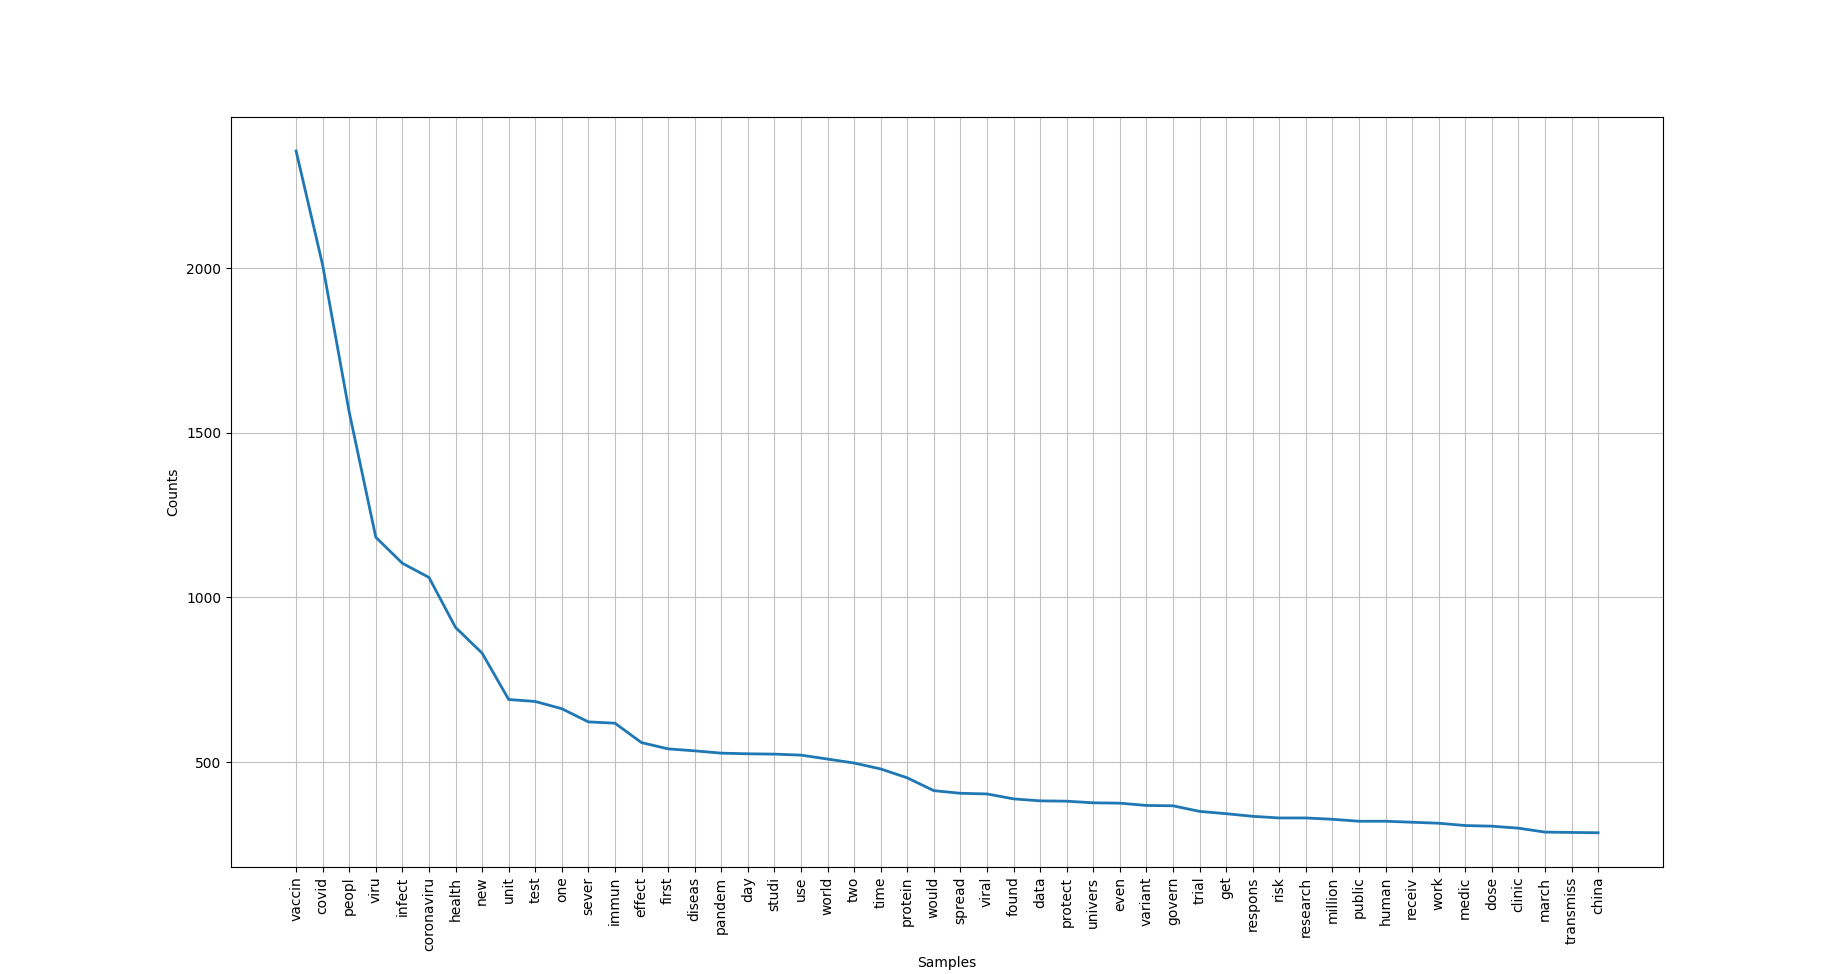 2000
1500
1000
500
Counts
vaccin
covid
peopl
viru
infect
coronaviru
health
new
unit
test
one
sever
immun
effect
first
diseas
pandem
day
studi
use
world
two
time
protein
would
spread
viral
found
data
protect
univers
even
variant
govern
trial
get
respons
risk
research
million
public
human
receiv
work
medic
dose
clinic
march
transmiss
china
Samples